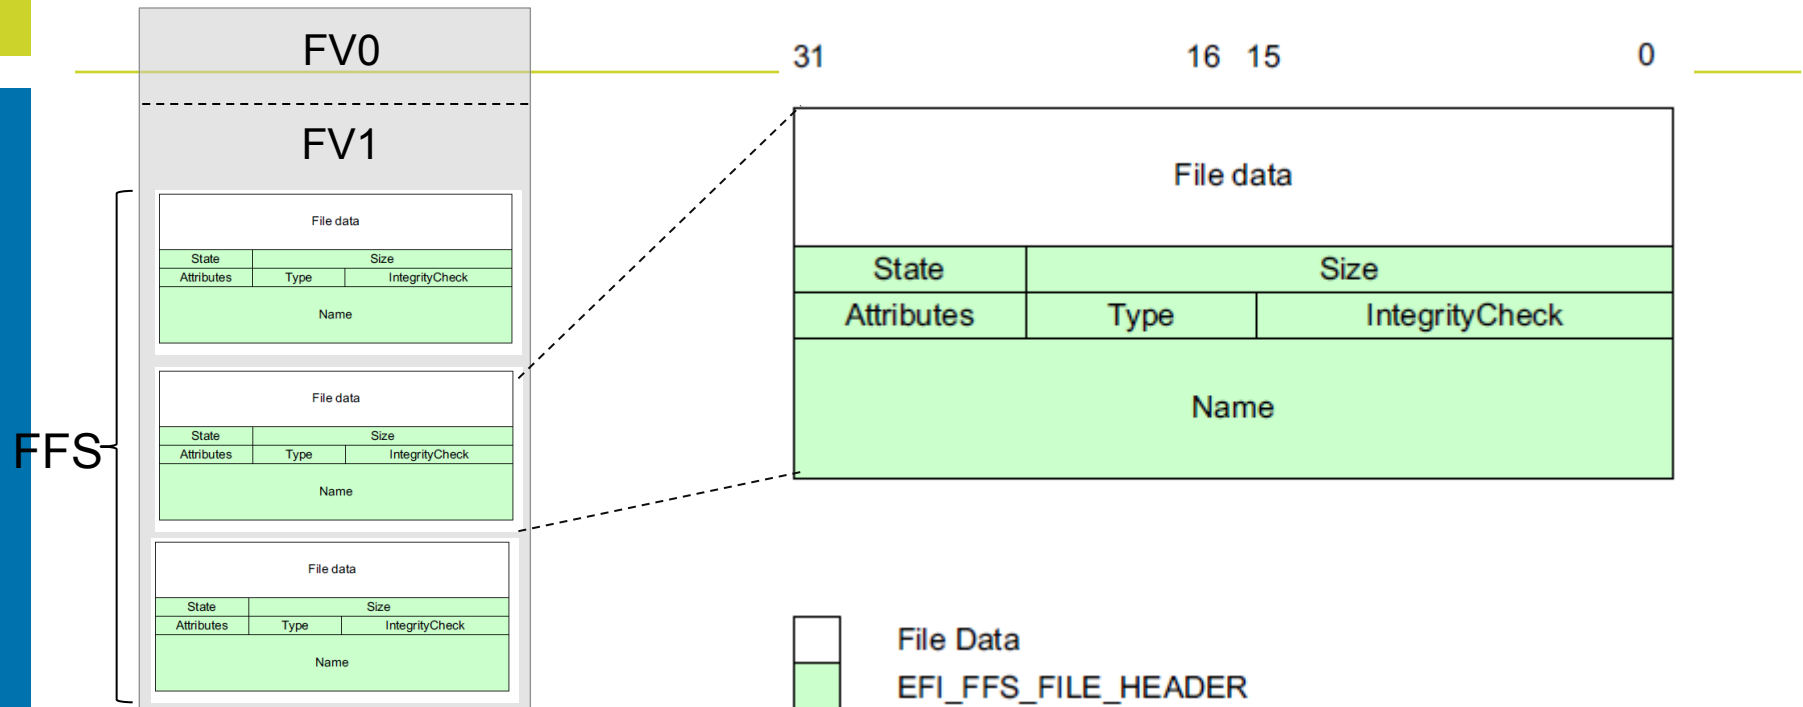 FV0
FV1
File data
State Size
Attributes Type IntegrityCheck
Name
File data
State Size
Attributes Type IntegrityCheck
Name
File data
State Size
Attributes Type IntegrityCheck
Name
FFS
31 16 15 0
File data
State Size
Attributes Type IntegrityCheck
Name
File Data
EFI_FFS_FILE_HEADER